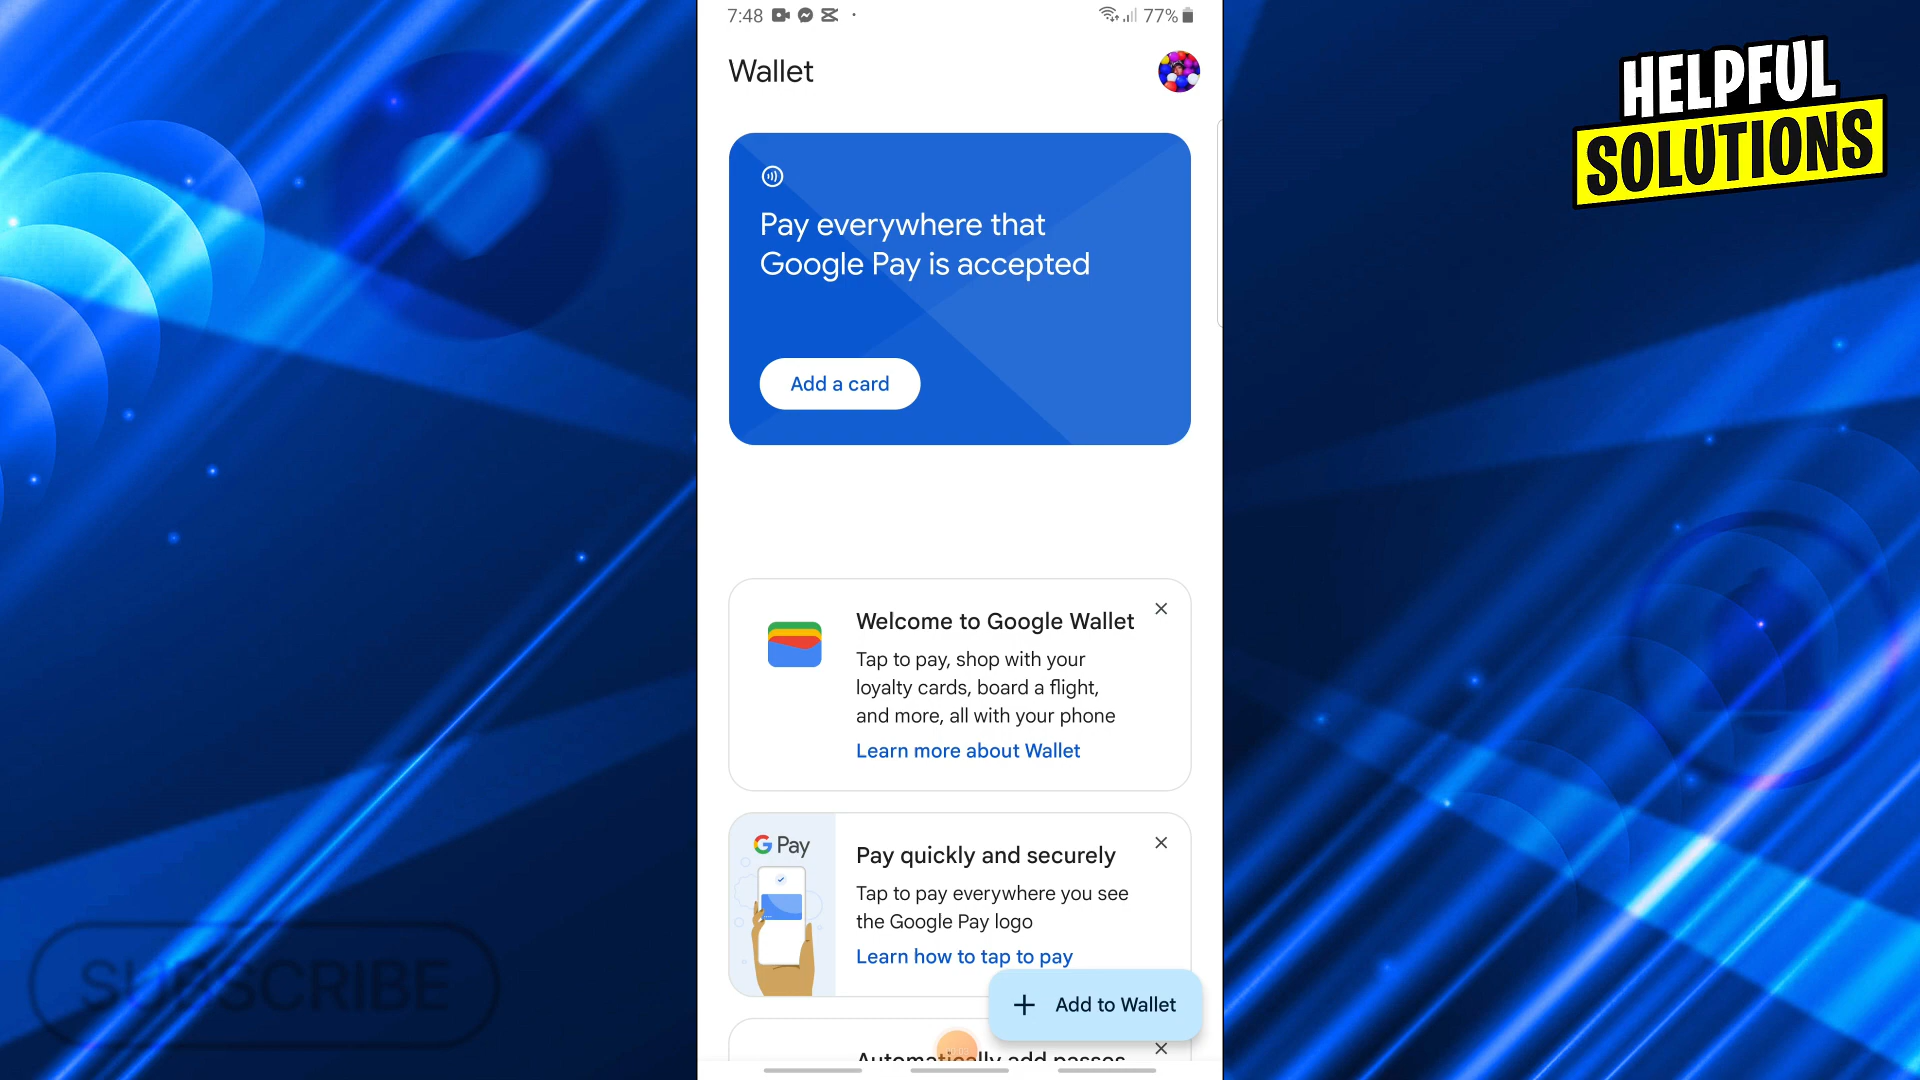 7:48
77%
HELPFUL
SOLUTIONS
Wallet
Pay everywhere that
Google Pay is accepted
Add a card
Welcome to Google Wallet
Tap to pay, shop with your
loyalty cards, board a flight,
and more, all with your phone
Learn more about Wallet
G Pay
Pay quickly and securely
Tap to pay everywhere you see
the Google Pay logo
Learn how to tap to pay
SUBSCRIBE
Add to Wallet
Automatically add passes